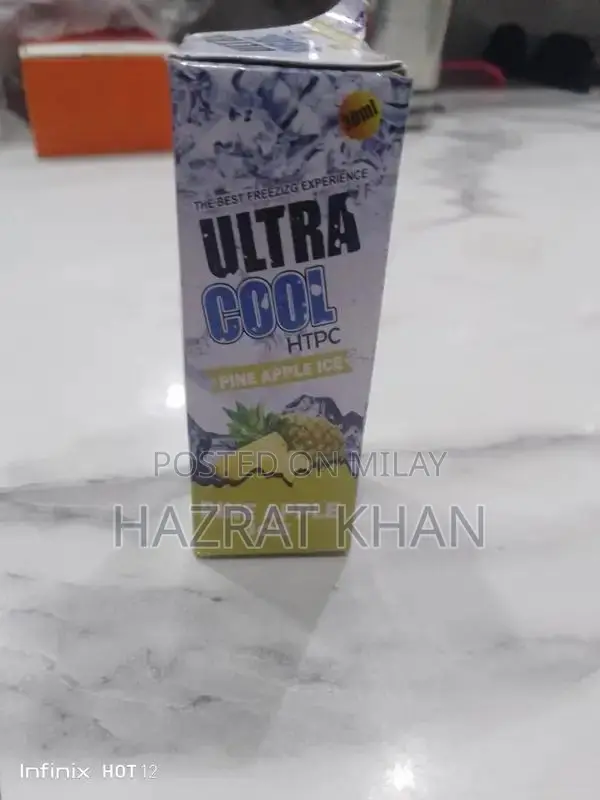 THE BEST FREEZIZG EXPERIENCE
ULTRA
COOL
HTPC
PINE APPLE ICE
POSTED ON MILAY
HAZRAT KHAN
Infinix HOT 12